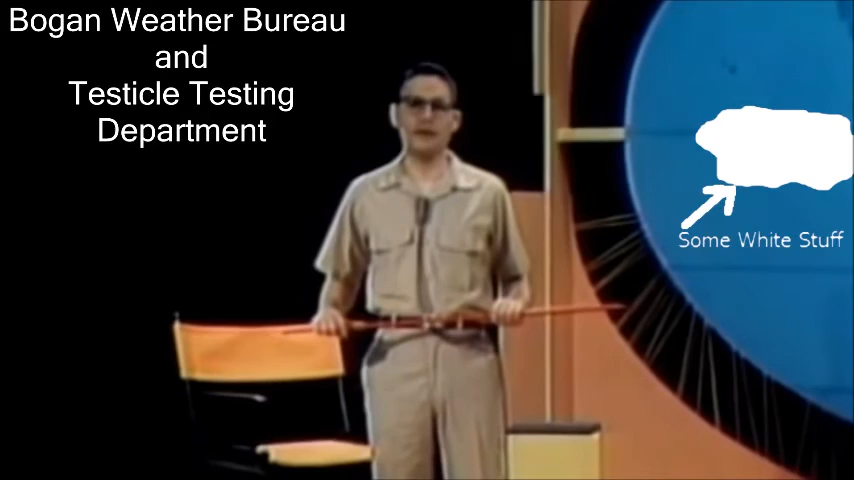 Bogan Weather Bureau
and
Testicle Testing
Department
Some White Stuff